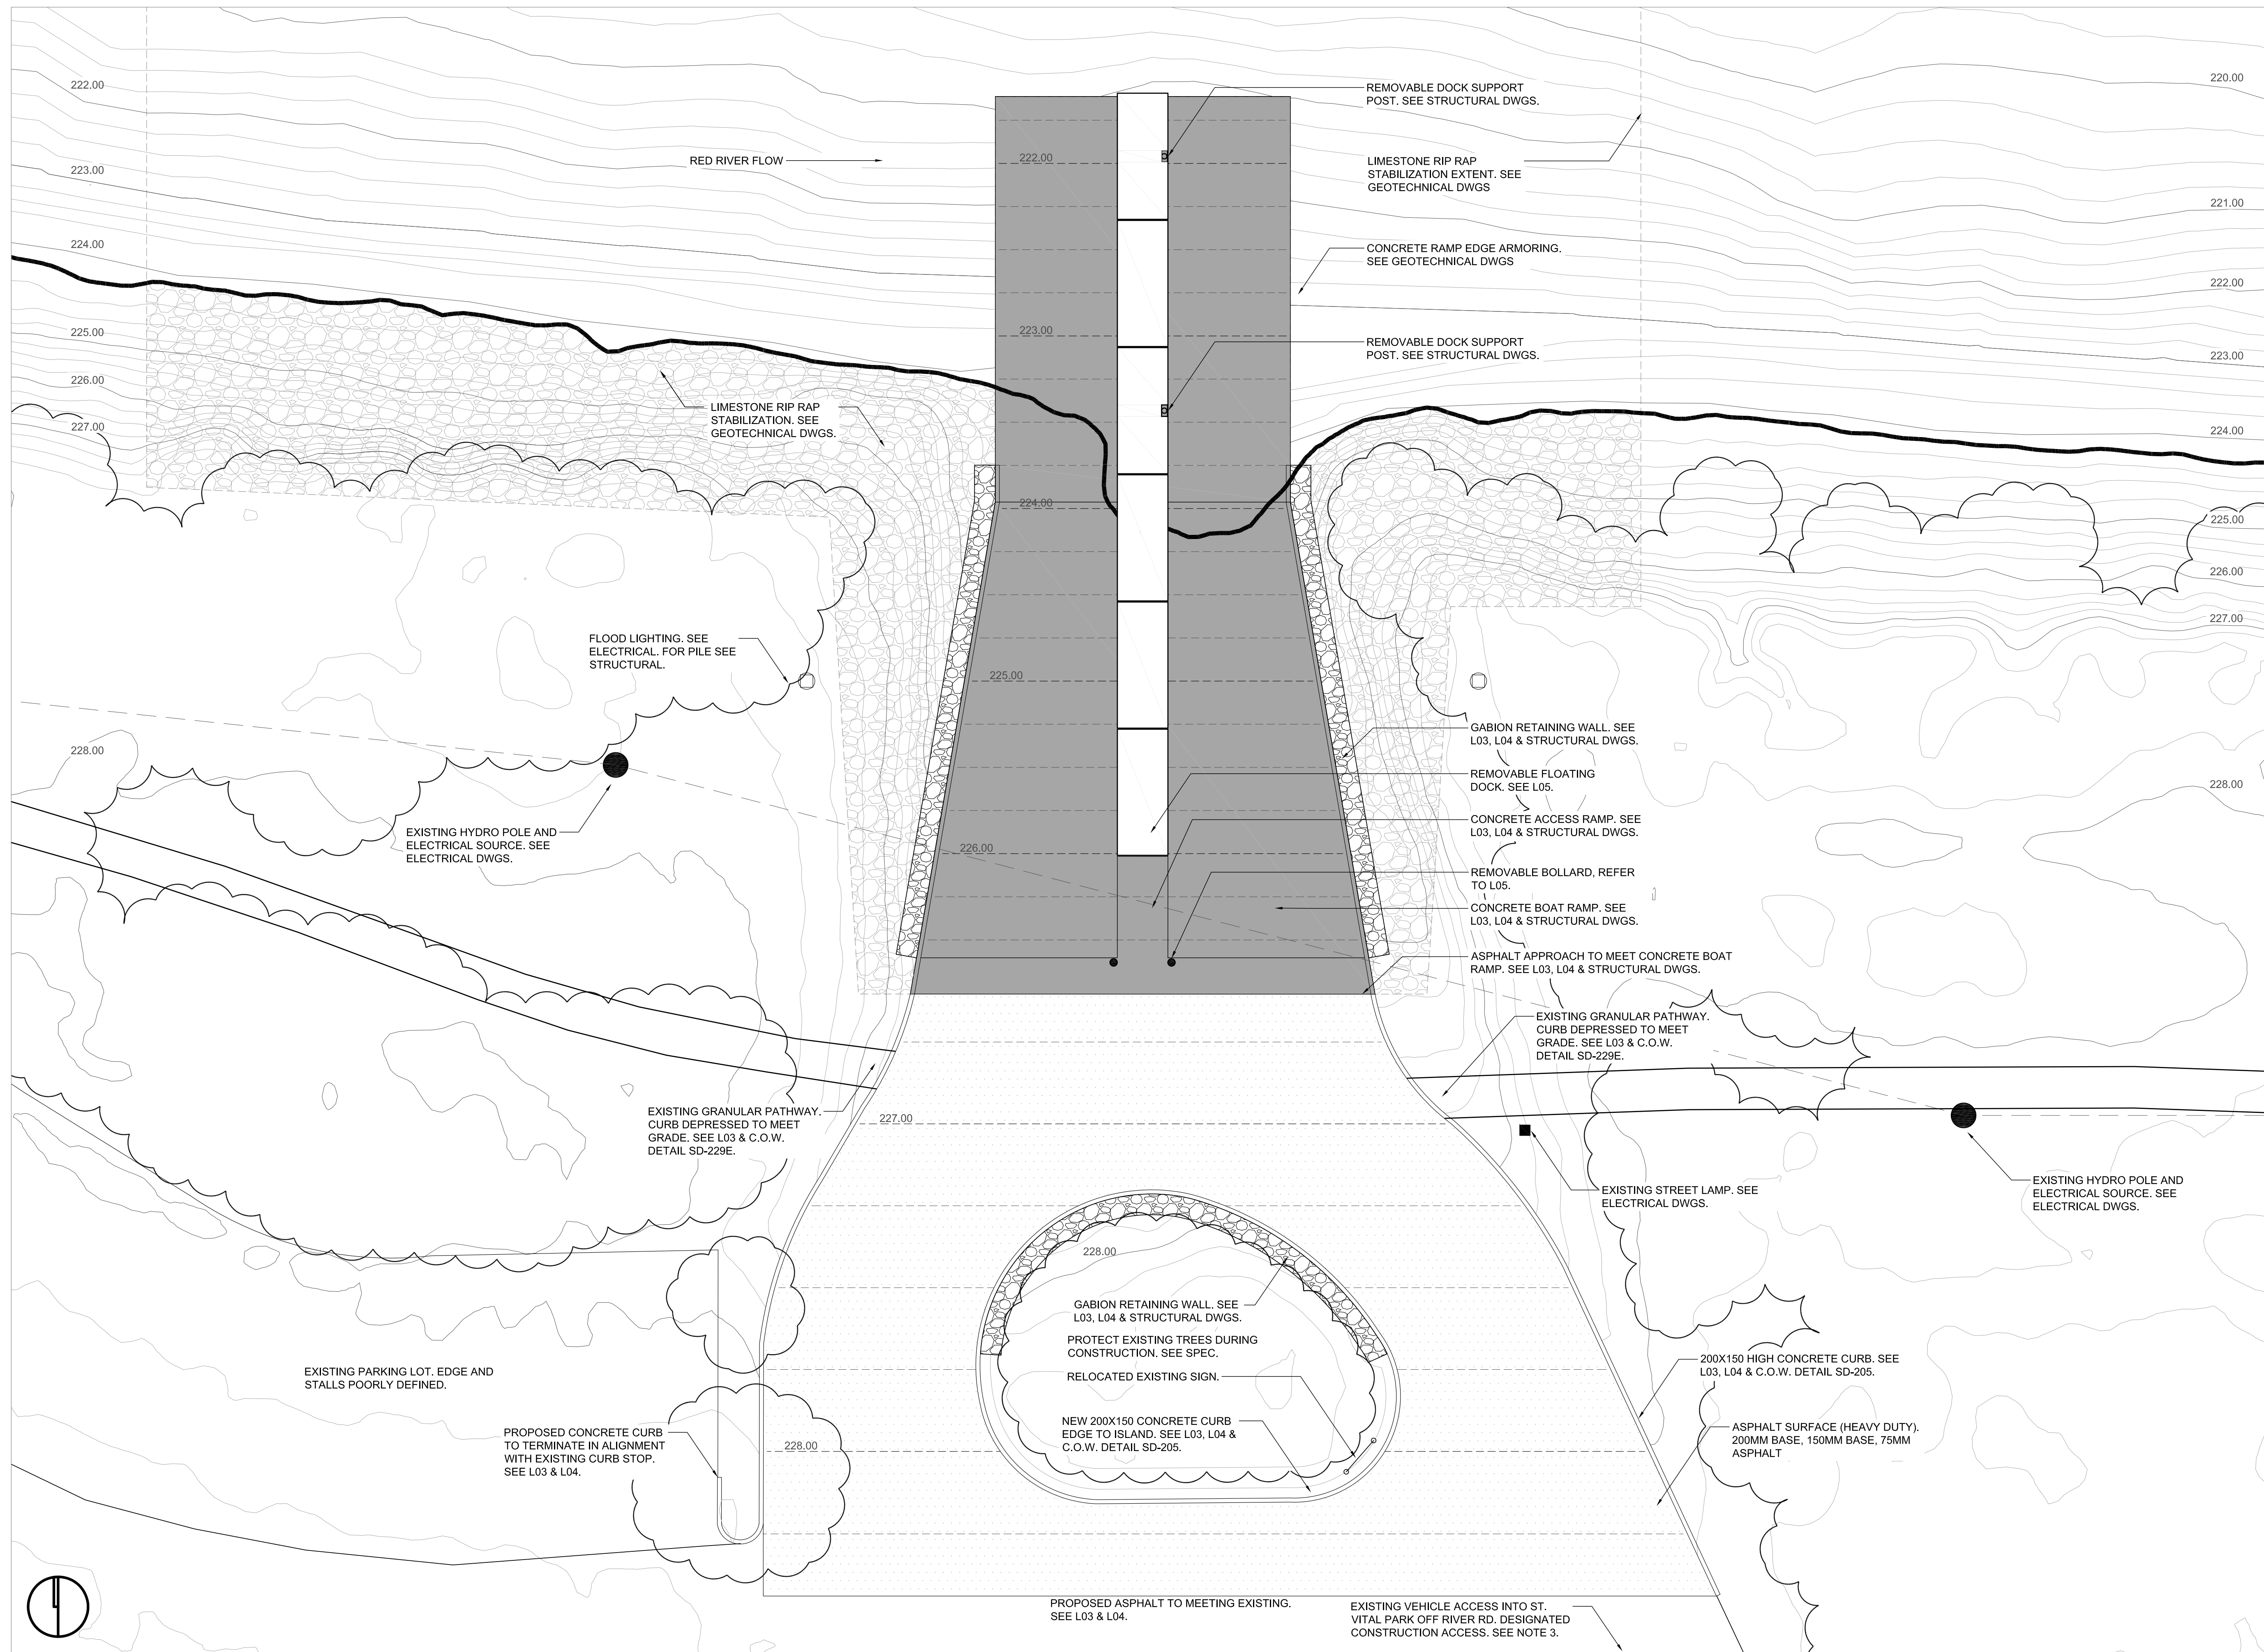 222.00
223.00
224.00
225.00
226.00
227.00
228.00
220.00
221.00
222.00
223.00
224.00
225.00
226.00
227.00
228.00
222.00
223.00
224.00
225.00
226.00
227.00
228.00
228.00
RED RIVER FLOW
REMOVABLE DOCK SUPPORT
POST. SEE STRUCTURAL DWGS.
LIMESTONE RIP RAP
STABILIZATION EXTENT. SEE
GEOTECHNICAL DWGS
CONCRETE RAMP EDGE ARMORING.
SEE GEOTECHNICAL DWGS
REMOVABLE DOCK SUPPORT
POST. SEE STRUCTURAL DWGS.
LIMESTONE RIP RAP
STABILIZATION. SEE
GEOTECHNICAL DWGS.
FLOOD LIGHTING. SEE
ELECTRICAL. FOR PILE SEE
STRUCTURAL.
EXISTING HYDRO POLE AND
ELECTRICAL SOURCE. SEE
ELECTRICAL DWGS.
GABION RETAINING WALL. SEE
L03, L04 & STRUCTURAL DWGS.
REMOVABLE FLOATING
DOCK. SEE L05.
CONCRETE ACCESS RAMP. SEE
L03, L04 & STRUCTURAL DWGS.
REMOVABLE BOLLARD, REFER
TO L05.
CONCRETE BOAT RAMP. SEE
L03, L04 & STRUCTURAL DWGS.
ASPHALT APPROACH TO MEET CONCRETE BOAT
RAMP. SEE L03, L04 & STRUCTURAL DWGS.
EXISTING GRANULAR PATHWAY.
CURB DEPRESSED TO MEET
GRADE. SEE L03 & C.O.W.
DETAIL SD-229E.
EXISTING GRANULAR PATHWAY.
CURB DEPRESSED TO MEET
GRADE. SEE L03 & C.O.W.
DETAIL SD-229E.
EXISTING STREET LAMP. SEE
ELECTRICAL DWGS.
EXISTING HYDRO POLE AND
ELECTRICAL SOURCE. SEE
ELECTRICAL DWGS.
GABION RETAINING WALL. SEE
L03, L04 & STRUCTURAL DWGS.
PROTECT EXISTING TREES DURING
CONSTRUCTION. SEE SPEC.
RELOCATED EXISTING SIGN.
NEW 200X150 CONCRETE CURB
EDGE TO ISLAND. SEE L03, L04 &
C.O.W. DETAIL SD-205.
EXISTING PARKING LOT. EDGE AND
STALLS POORLY DEFINED.
PROPOSED CONCRETE CURB
TO TERMINATE IN ALIGNMENT
WITH EXISTING CURB STOP.
SEE L03 & L04.
200X150 HIGH CONCRETE CURB. SEE
L03, L04 & C.O.W. DETAIL SD-205.
ASPHALT SURFACE (HEAVY DUTY).
200MM BASE, 150MM BASE, 75MM
ASPHALT
PROPOSED ASPHALT TO MEETING EXISTING.
SEE L03 & L04.
EXISTING VEHICLE ACCESS INTO ST.
VITAL PARK OFF RIVER RD. DESIGNATED
CONSTRUCTION ACCESS. SEE NOTE 3.